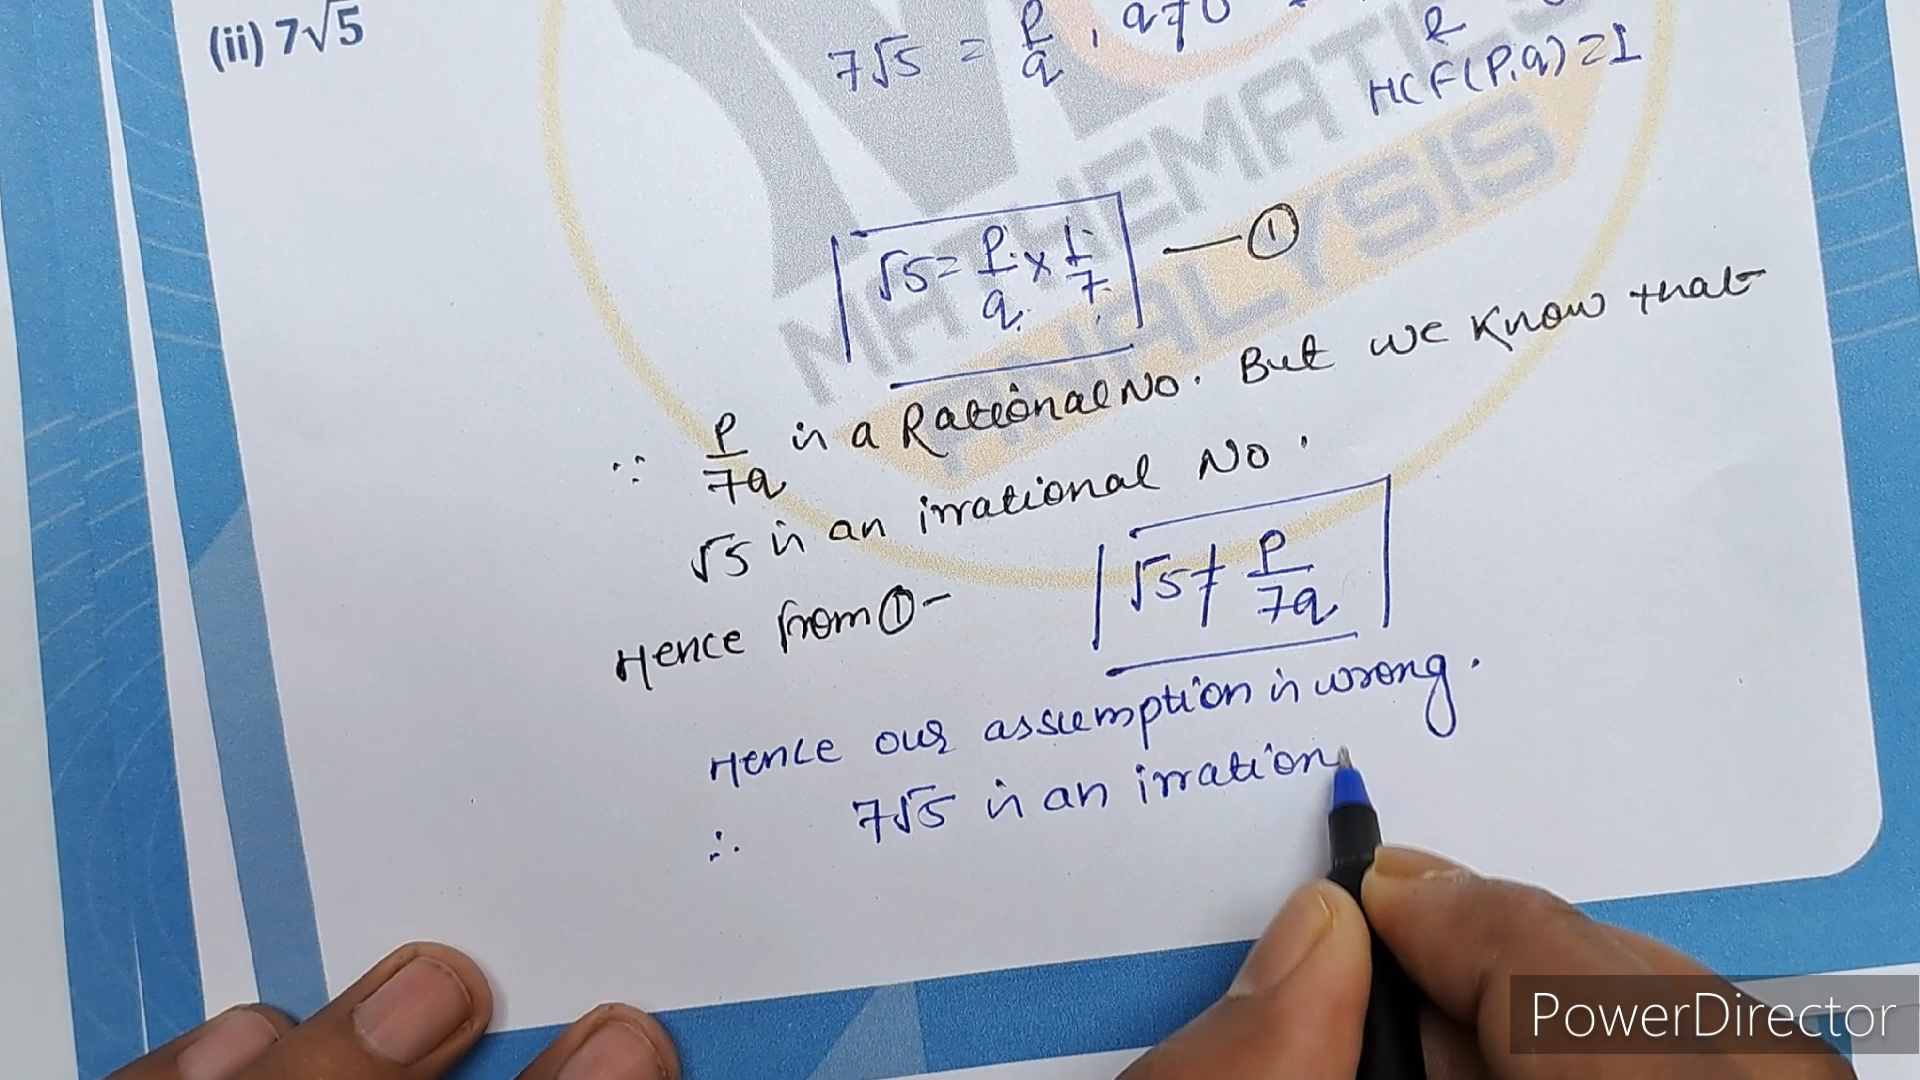 (ii) 7√5
7√5 = p/q, q≠0
&
HCF(P,q)=1
√5 = P/q × 1/7 — ①
∵ P/7q is a Rational No. But we know that
√5 is an irrational No.
Hence from ① – √5 ≠ P/7q
Hence our assumption is wrong.
∴ 7√5 is an irration
MATHEMATICS
ANALYSIS
PowerDirector